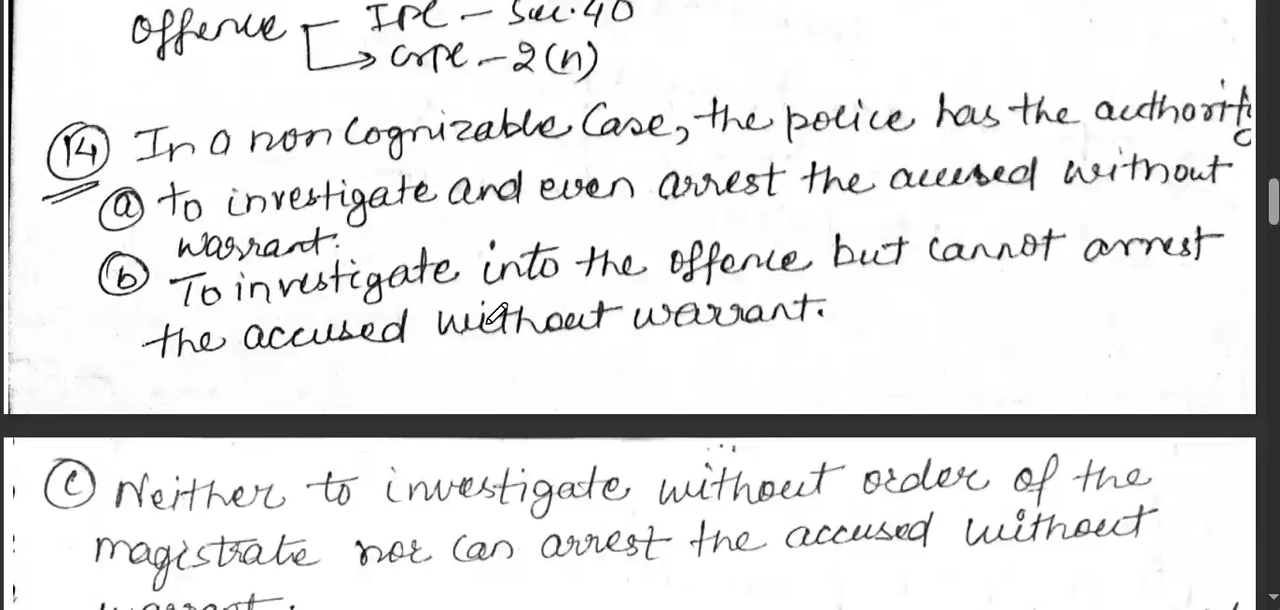 offence IPC - Sec. 40
→ CrPC - 2(n)
(14) In a non Cognizable Case, the police has the authority
(a) to investigate and even arrest the accused without
warrant.
(b) To investigate into the offence but cannot arrest
the accused without warrant.
(c) Neither to investigate without order of the
magistrate nor can arrest the accused without
warrant.